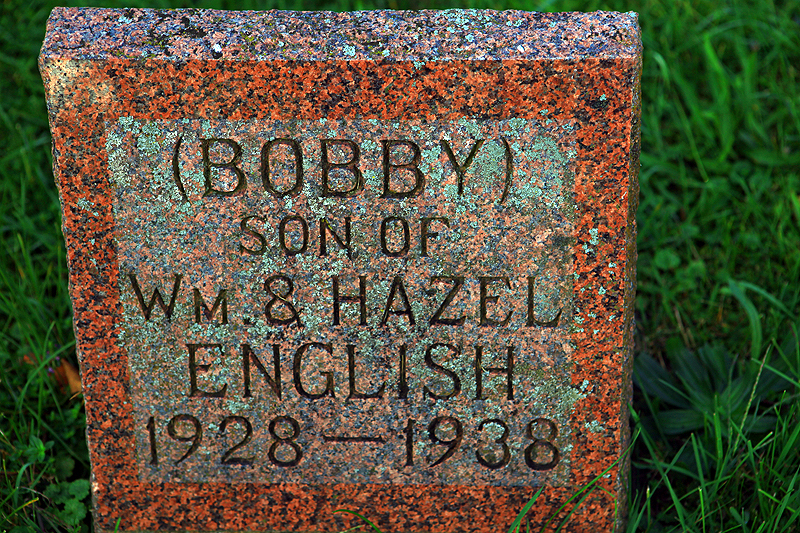 (BOBBY)
SON OF
WM. & HAZEL
ENGLISH
1928 — 1938